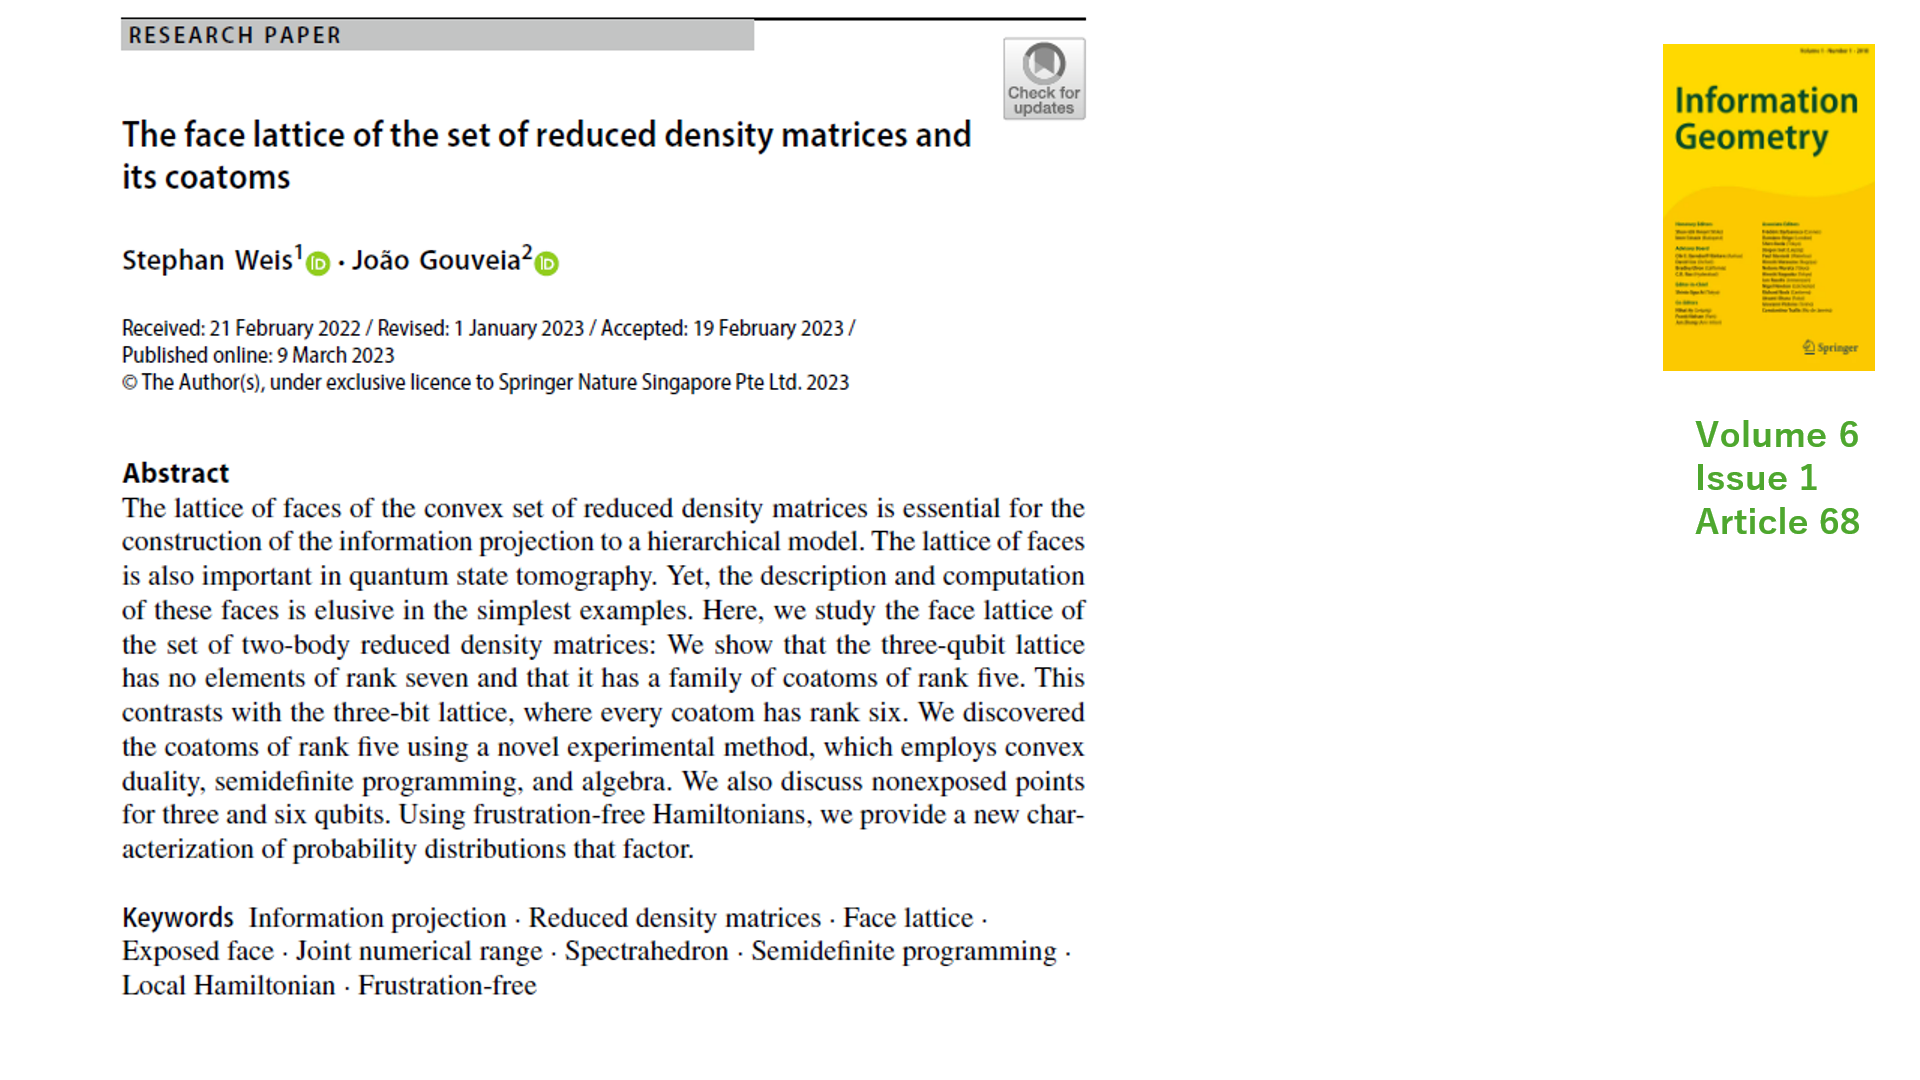 RESEARCH PAPER
Check for
updates
The face lattice of the set of reduced density matrices and
its coatoms
Stephan Weis1 iD · João Gouveia2 iD
Received: 21 February 2022 / Revised: 1 January 2023 / Accepted: 19 February 2023 /
Published online: 9 March 2023
© The Author(s), under exclusive licence to Springer Nature Singapore Pte Ltd. 2023
Abstract
The lattice of faces of the convex set of reduced density matrices is essential for the
construction of the information projection to a hierarchical model. The lattice of faces
is also important in quantum state tomography. Yet, the description and computation
of these faces is elusive in the simplest examples. Here, we study the face lattice of
the set of two-body reduced density matrices: We show that the three-qubit lattice
has no elements of rank seven and that it has a family of coatoms of rank five. This
contrasts with the three-bit lattice, where every coatom has rank six. We discovered
the coatoms of rank five using a novel experimental method, which employs convex
duality, semidefinite programming, and algebra. We also discuss nonexposed points
for three and six qubits. Using frustration-free Hamiltonians, we provide a new char-
acterization of probability distributions that factor.
Keywords Information projection · Reduced density matrices · Face lattice ·
Exposed face · Joint numerical range · Spectrahedron · Semidefinite programming ·
Local Hamiltonian · Frustration-free
Volume 1 · Number 1 · 2018
Information
Geometry
Springer
Volume 6
Issue 1
Article 68